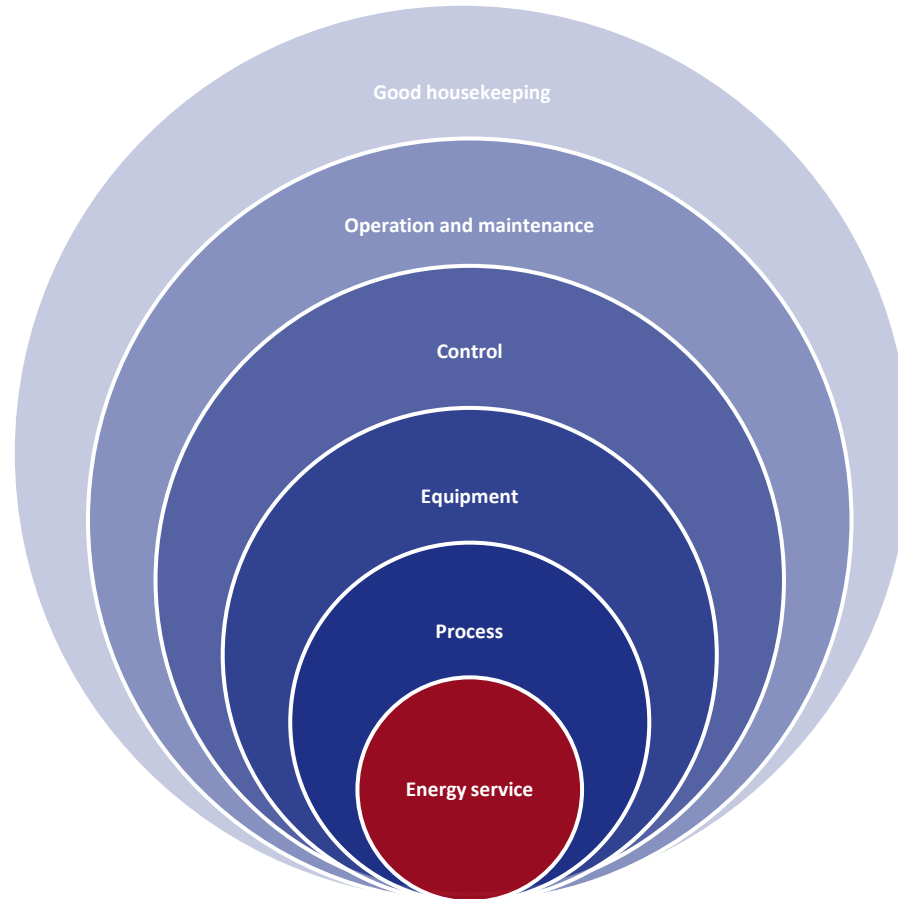 Good housekeeping
Operation and maintenance
Control
Equipment
Process
Energy service